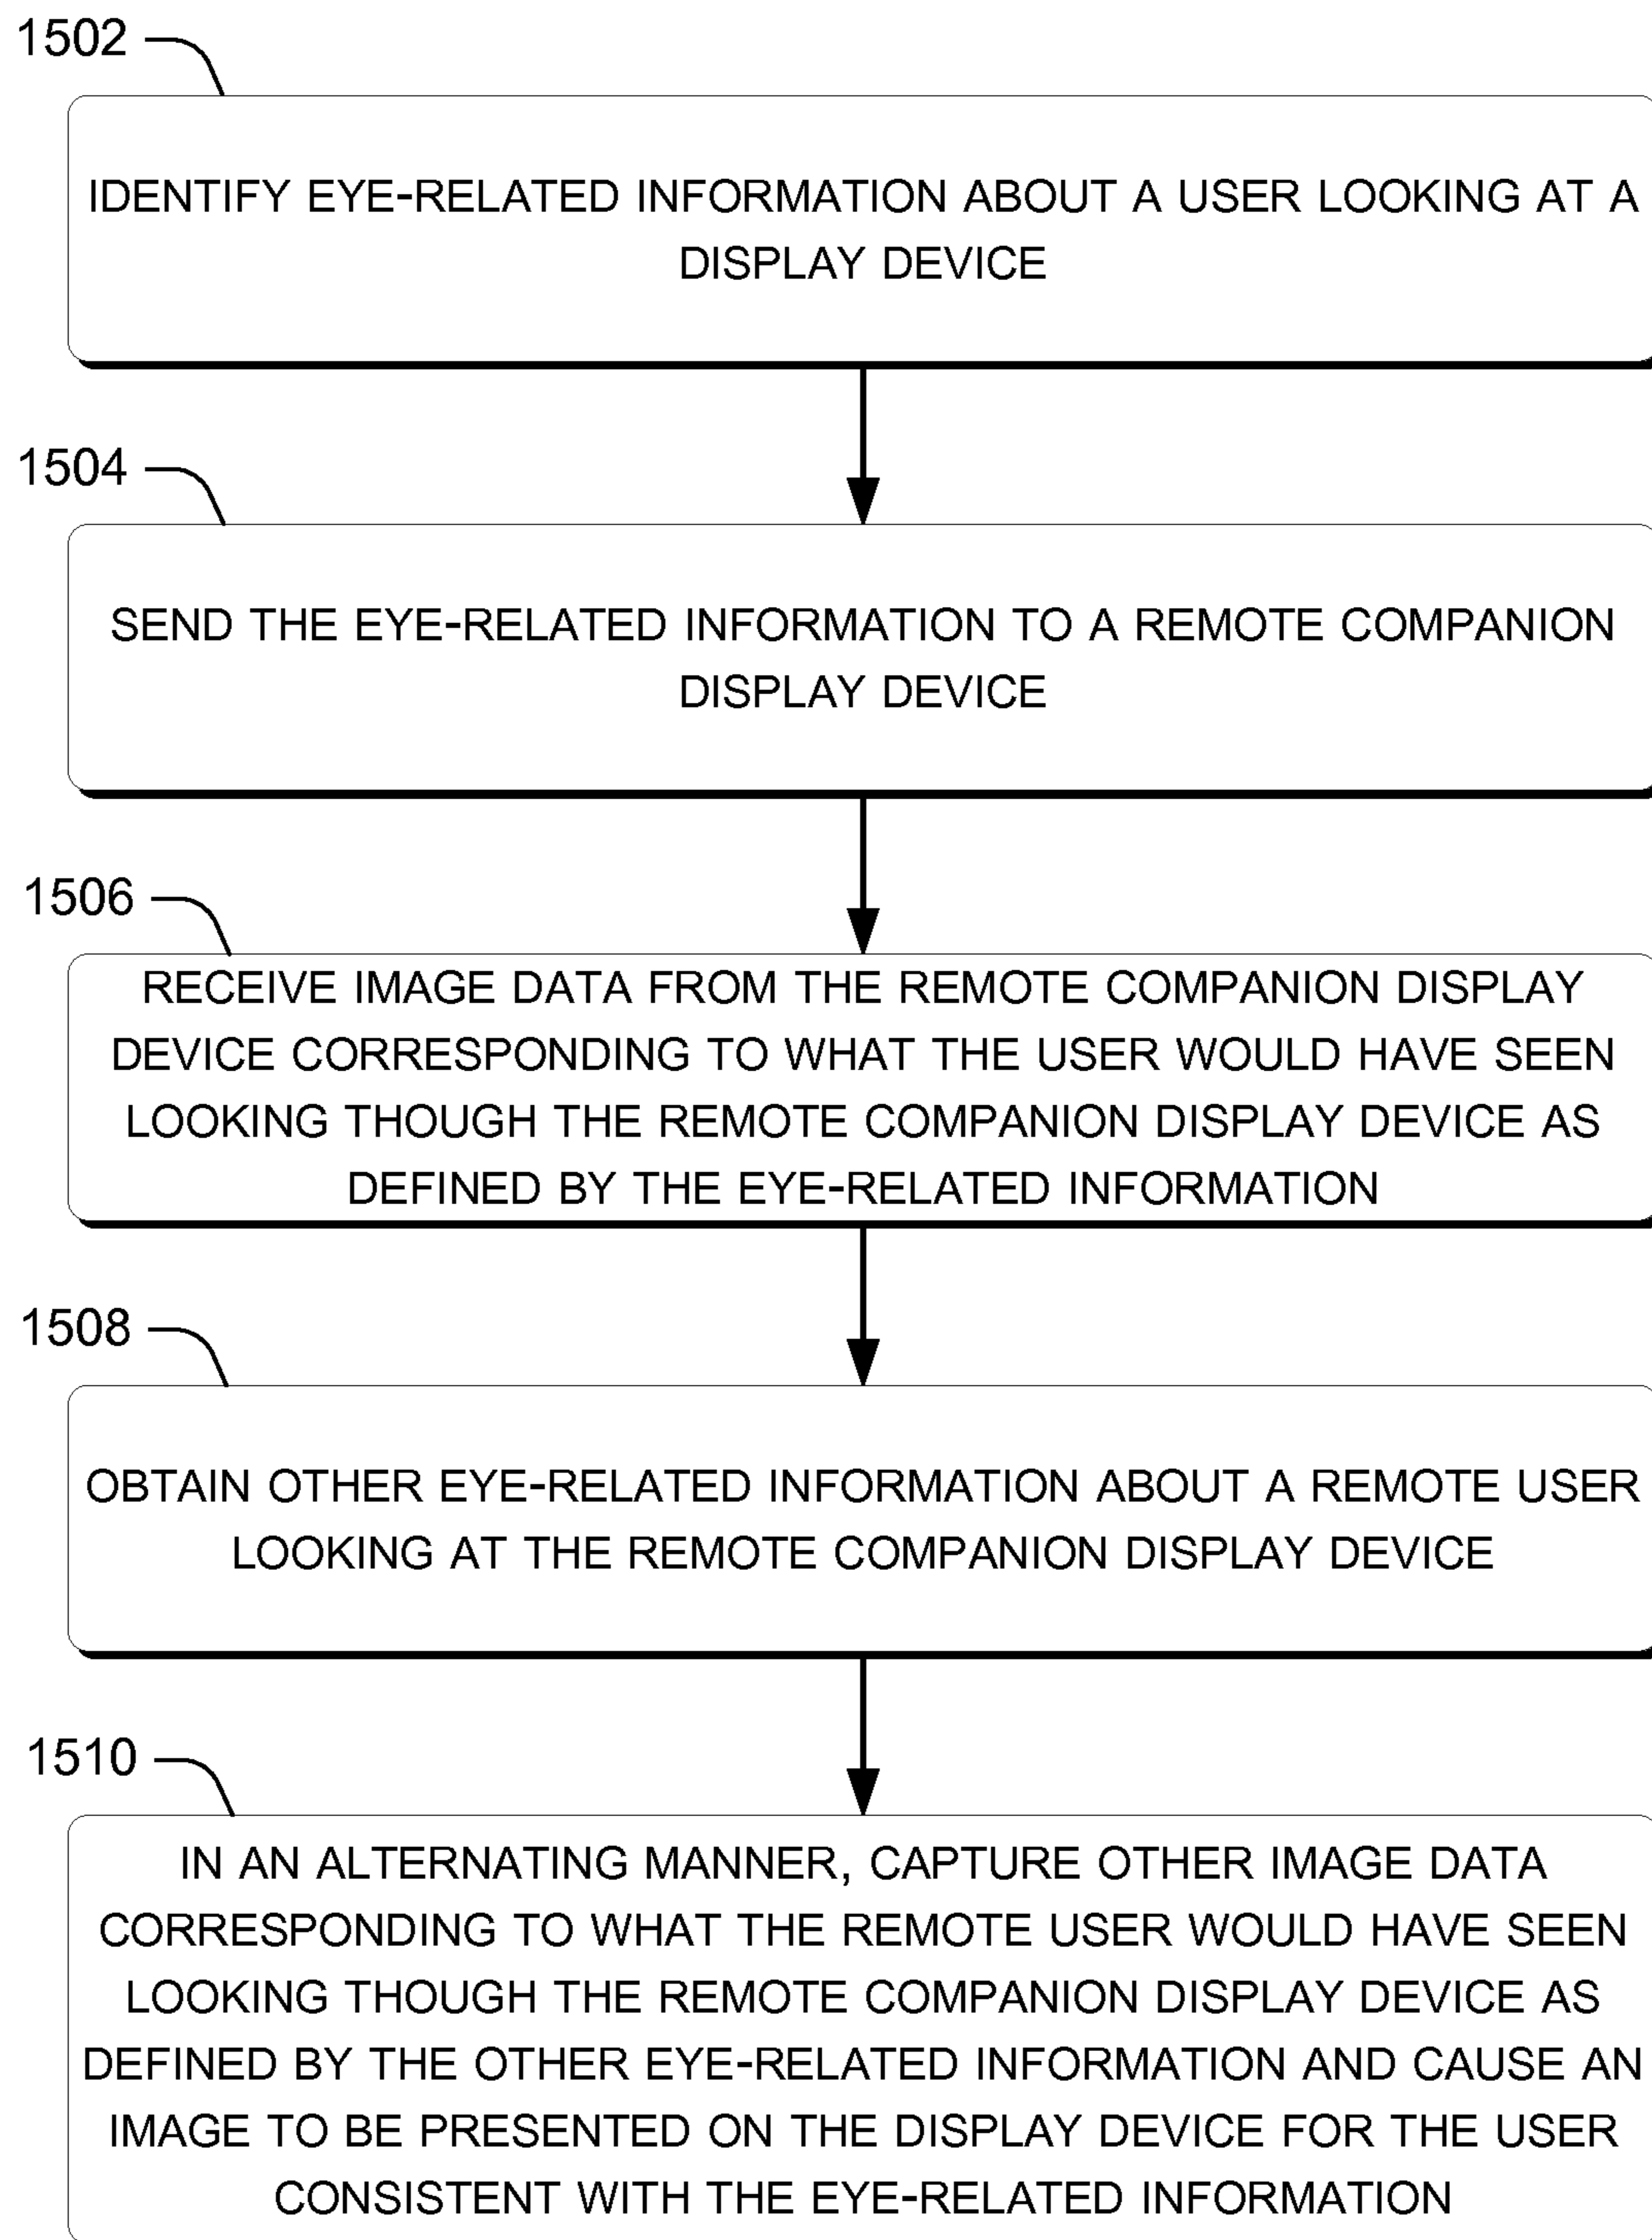 1502
IDENTIFY EYE-RELATED INFORMATION ABOUT A USER LOOKING AT A
DISPLAY DEVICE
1504
SEND THE EYE-RELATED INFORMATION TO A REMOTE COMPANION
DISPLAY DEVICE
1506
RECEIVE IMAGE DATA FROM THE REMOTE COMPANION DISPLAY
DEVICE CORRESPONDING TO WHAT THE USER WOULD HAVE SEEN
LOOKING THOUGH THE REMOTE COMPANION DISPLAY DEVICE AS
DEFINED BY THE EYE-RELATED INFORMATION
1508
OBTAIN OTHER EYE-RELATED INFORMATION ABOUT A REMOTE USER
LOOKING AT THE REMOTE COMPANION DISPLAY DEVICE
1510
IN AN ALTERNATING MANNER, CAPTURE OTHER IMAGE DATA
CORRESPONDING TO WHAT THE REMOTE USER WOULD HAVE SEEN
LOOKING THOUGH THE REMOTE COMPANION DISPLAY DEVICE AS
DEFINED BY THE OTHER EYE-RELATED INFORMATION AND CAUSE AN
IMAGE TO BE PRESENTED ON THE DISPLAY DEVICE FOR THE USER
CONSISTENT WITH THE EYE-RELATED INFORMATION